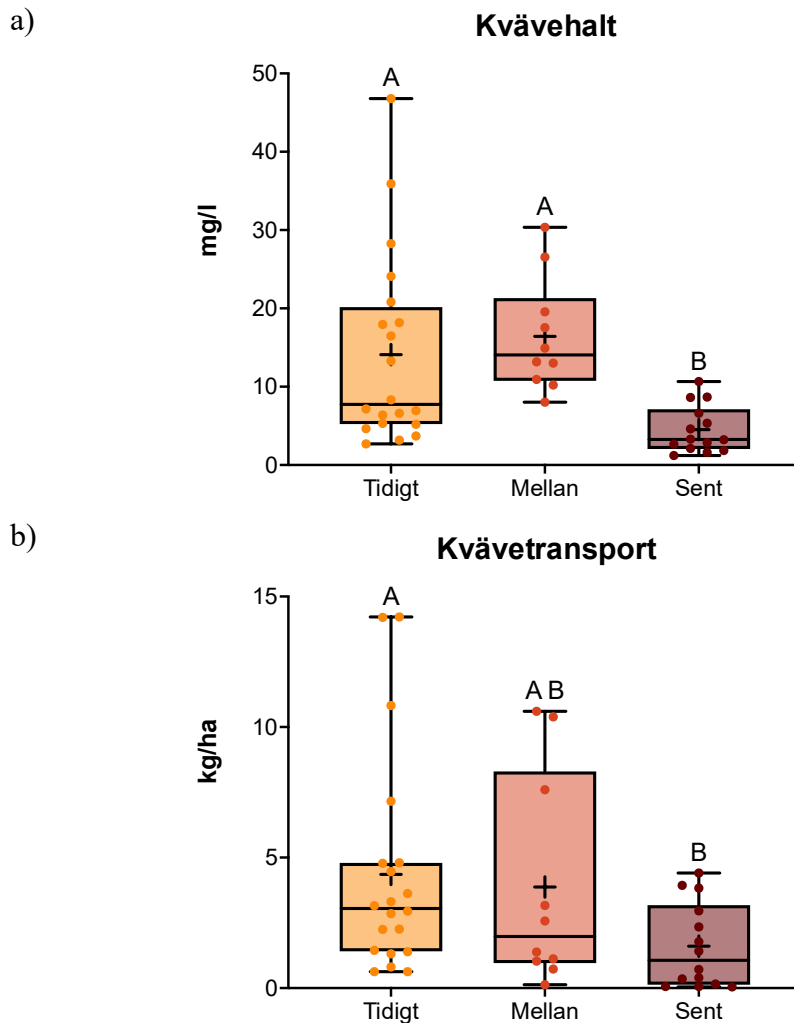 a)
Kvävehalt
mg/l
50
40
30
20
10
0
A
A
B
Tidigt
Mellan
Sent
b)
Kvävetransport
kg/ha
15
10
5
0
A
A B
B
Tidigt
Mellan
Sent